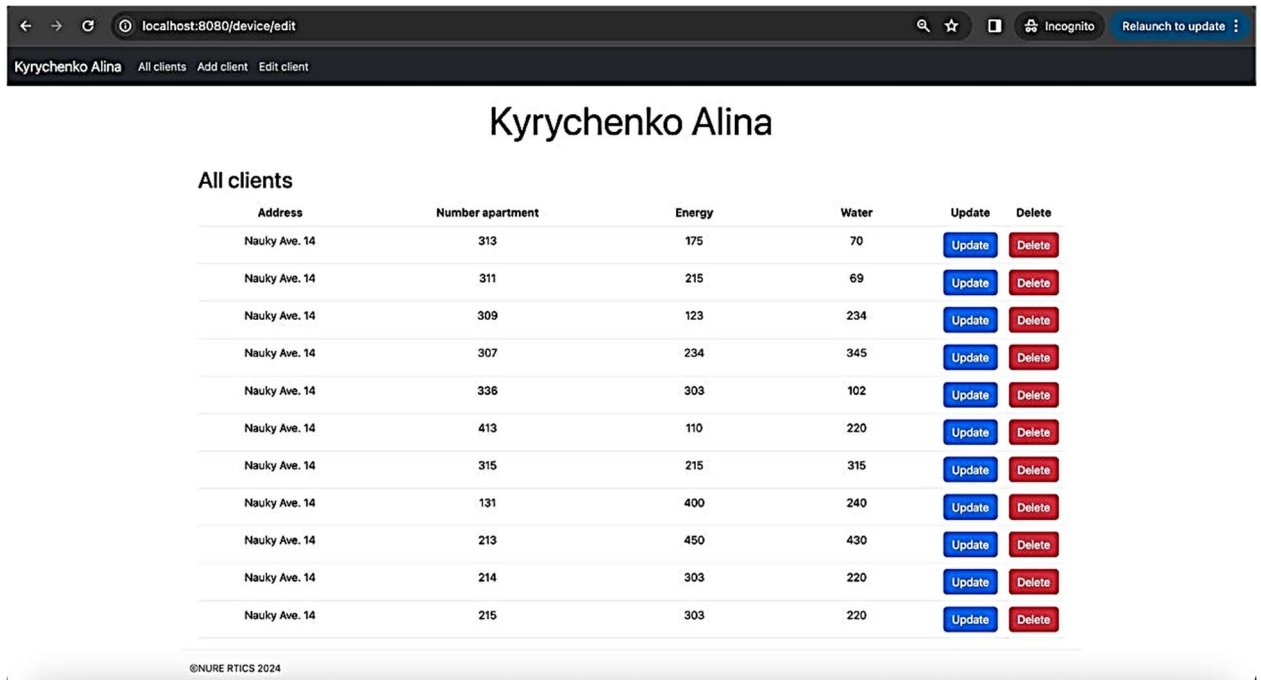 localhost:8080/device/edit Incognito Relaunch to update
Kyrychenko Alina All clients Add client Edit client
Kyrychenko Alina
All clients
Address Number apartment Energy Water Update Delete
Nauky Ave. 14 313 175 70 Update Delete
Nauky Ave. 14 311 215 69 Update Delete
Nauky Ave. 14 309 123 234 Update Delete
Nauky Ave. 14 307 234 345 Update Delete
Nauky Ave. 14 336 303 102 Update Delete
Nauky Ave. 14 413 110 220 Update Delete
Nauky Ave. 14 315 215 315 Update Delete
Nauky Ave. 14 131 400 240 Update Delete
Nauky Ave. 14 213 450 430 Update Delete
Nauky Ave. 14 214 303 220 Update Delete
Nauky Ave. 14 215 303 220 Update Delete
©NURE RTICS 2024